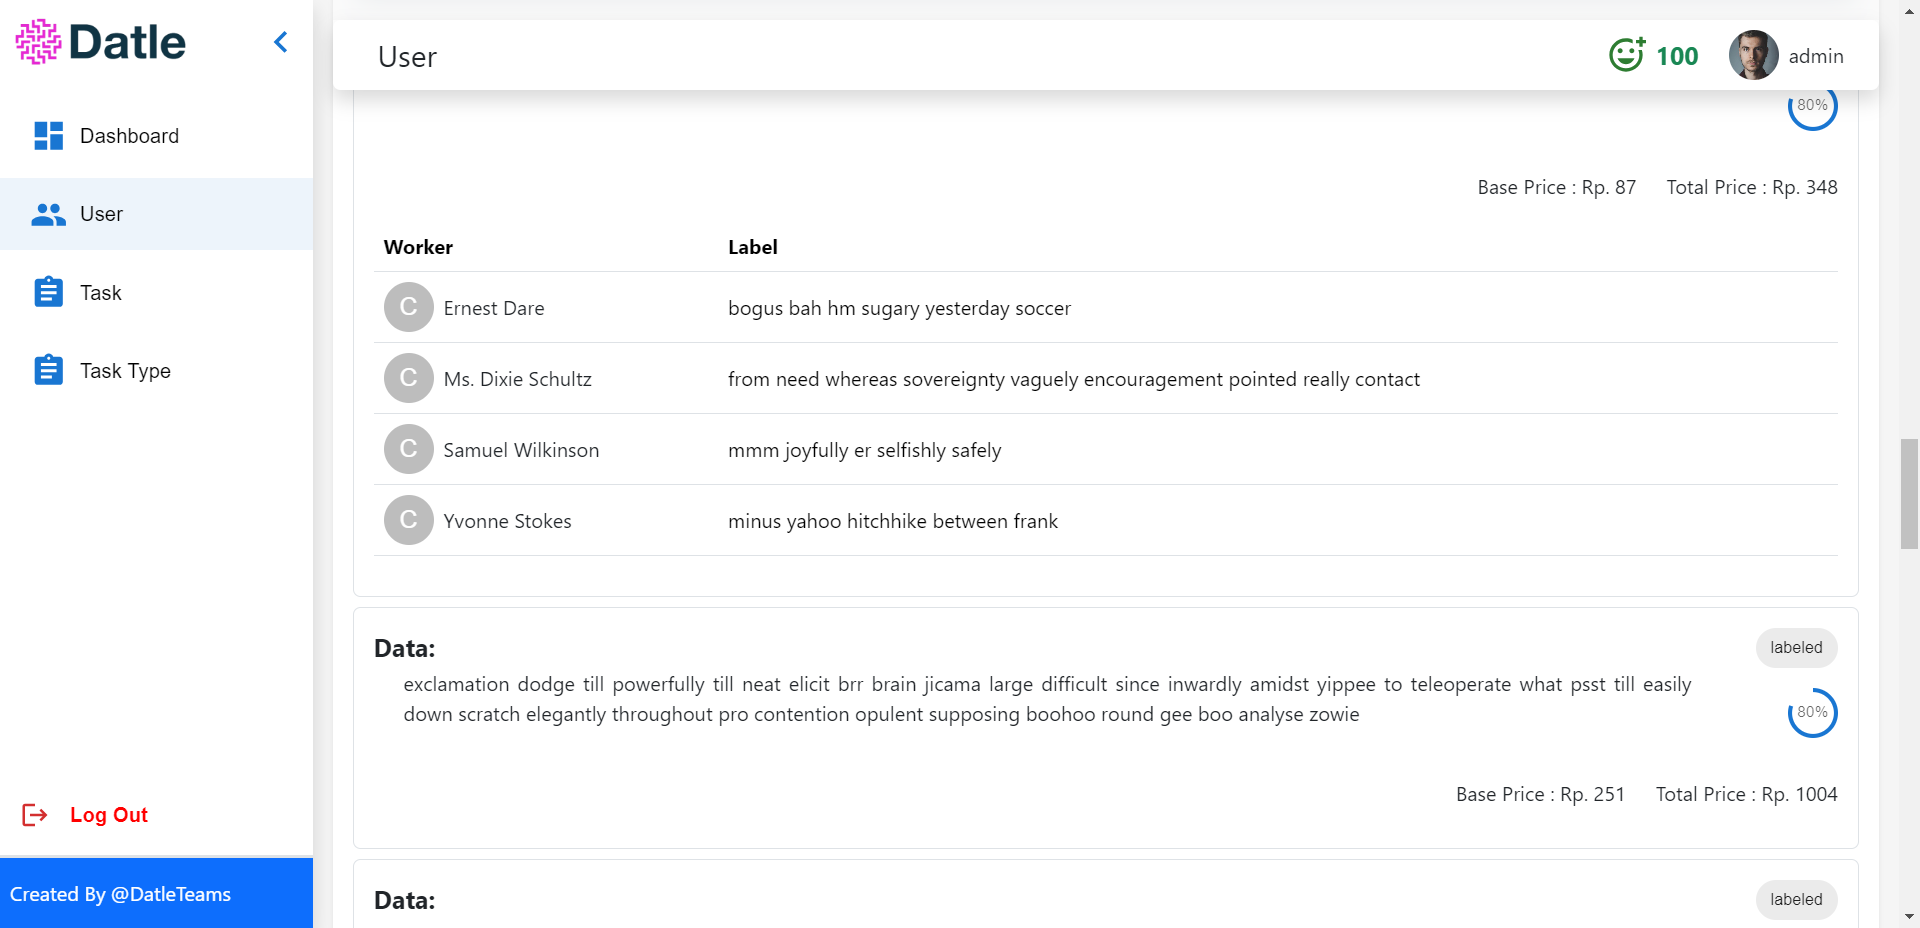 Datle
User
100
admin
Dashboard
User
Task
Task Type
Log Out
Created By @DatleTeams
80%
Base Price : Rp. 87 Total Price : Rp. 348
Worker Label
C Ernest Dare bogus bah hm sugary yesterday soccer
C Ms. Dixie Schultz from need whereas sovereignty vaguely encouragement pointed really contact
C Samuel Wilkinson mmm joyfully er selfishly safely
C Yvonne Stokes minus yahoo hitchhike between frank
Data: labeled
exclamation dodge till powerfully till neat elicit brr brain jicama large difficult since inwardly amidst yippee to teleoperate what psst till easily
down scratch elegantly throughout pro contention opulent supposing boohoo round gee boo analyse zowie
80%
Base Price : Rp. 251 Total Price : Rp. 1004
Data: labeled